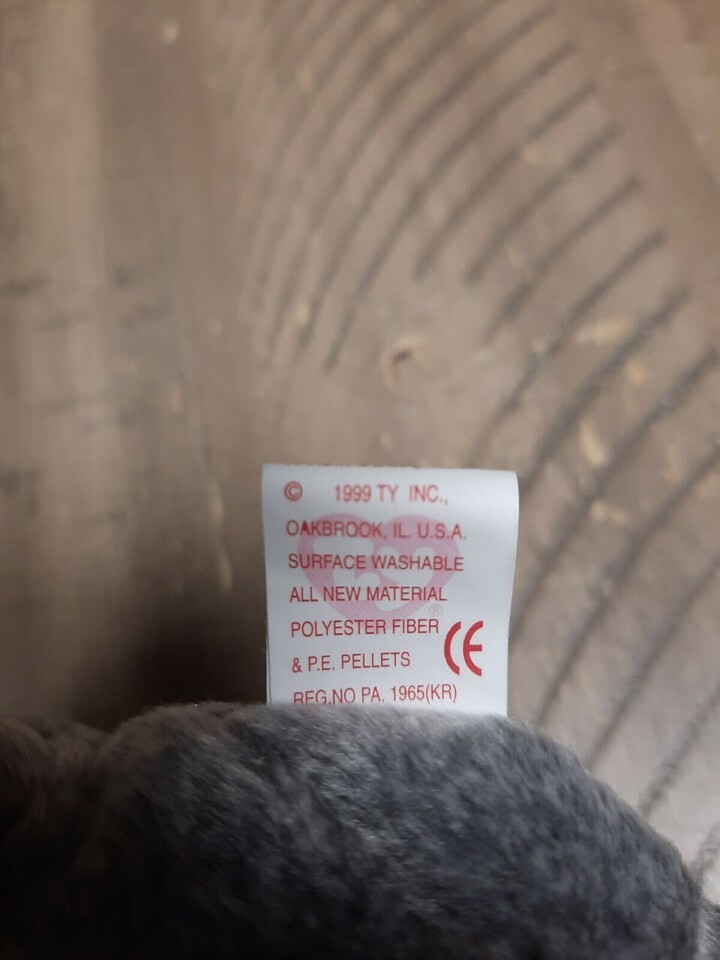 © 1999 TY INC.,
OAKBROOK, IL. U.S.A.
SURFACE WASHABLE
ALL NEW MATERIAL
POLYESTER FIBER
& P.E. PELLETS
REG.NO PA. 1965(KR)
CE
®